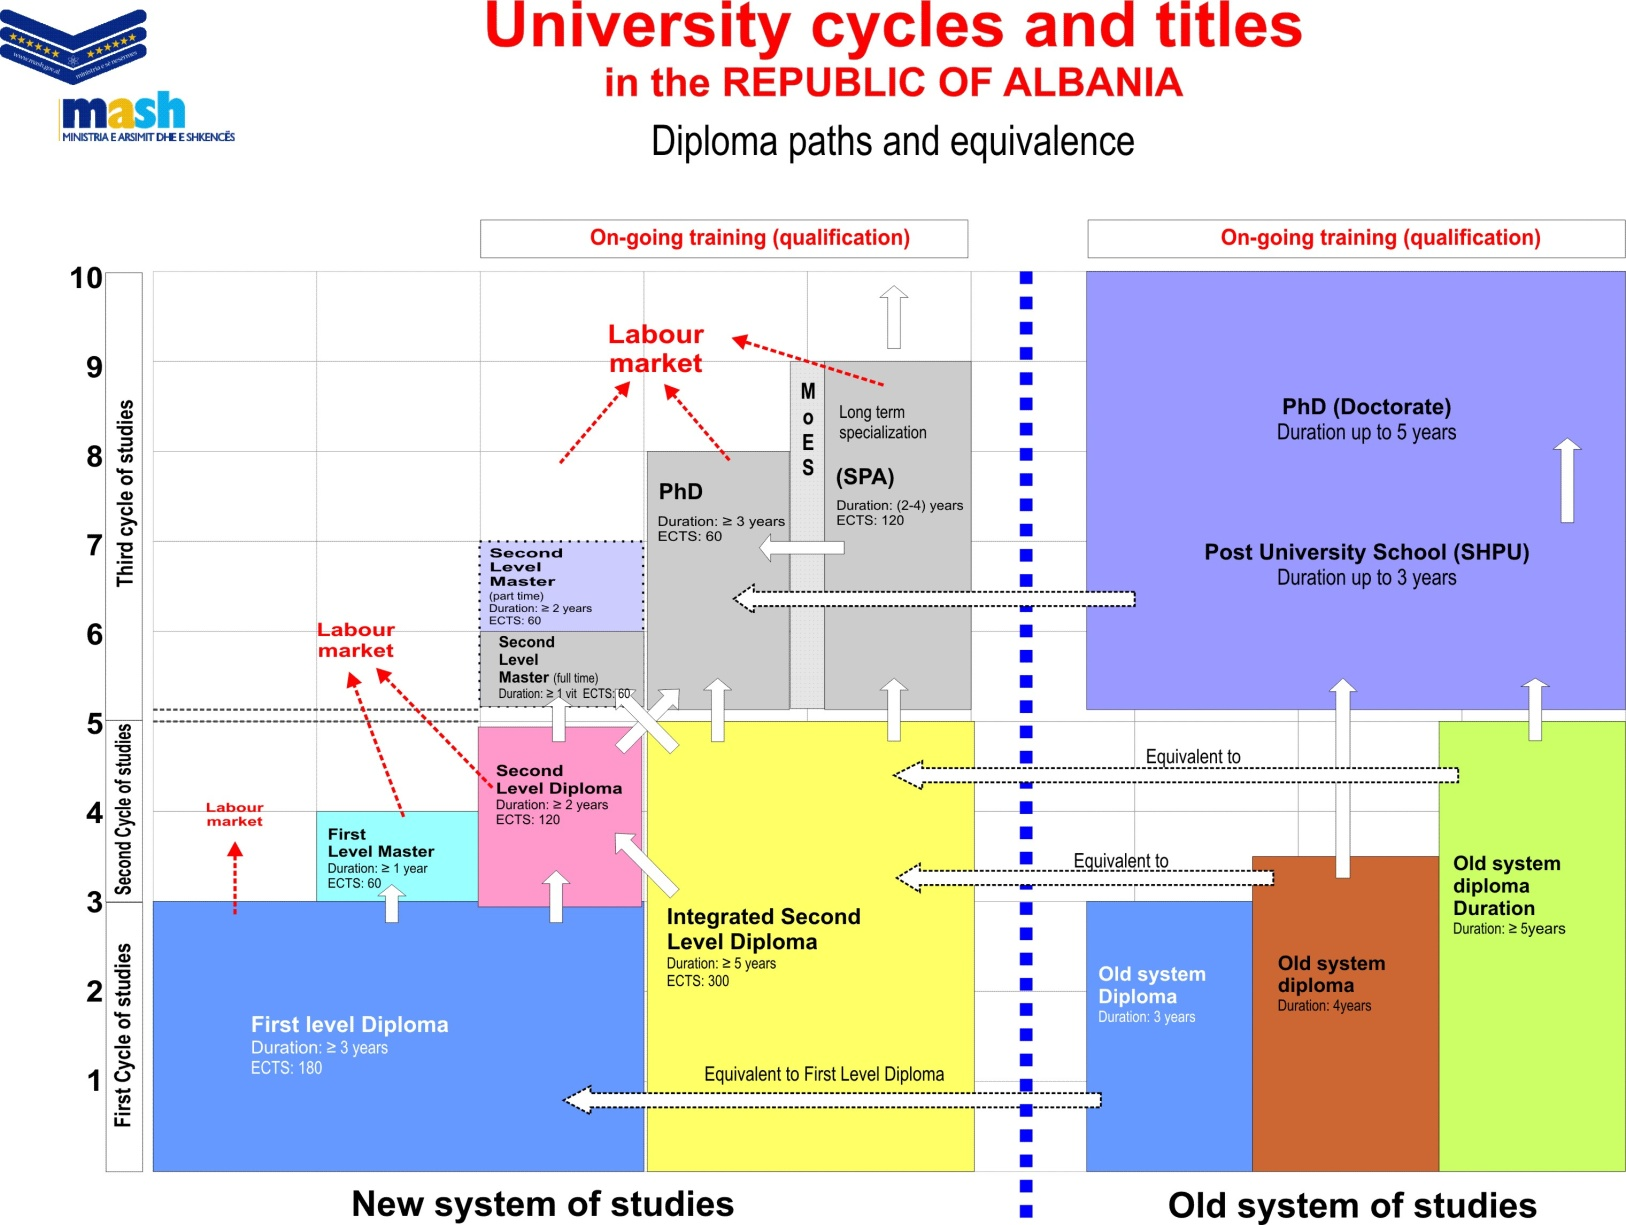 University cycles and titles
in the REPUBLIC OF ALBANIA
Diploma paths and equivalence
www.mash.gov.al
mash
MINISTRIA E ARSIMIT DHE E SHKENCËS
On-going training (qualification)
On-going training (qualification)
10
9
8
7
6
5
4
3
2
1
Third cycle of studies
Second Cycle of studies
First Cycle of studies
Labour
market
Labour
market
Labour
market
M
o
E
S
Long term
specialization
(SPA)
Duration: (2-4) years
ECTS: 120
PhD
Duration: ≥ 3 years
ECTS: 60
Second
Level
Master
(part time)
Duration: ≥ 2 years
ECTS: 60
Second
Level
Master (full time)
Duration: ≥ 1 vit ECTS: 60
Second
Level Diploma
Duration: ≥ 2 years
ECTS: 120
First
Level Master
Duration: ≥ 1 year
ECTS: 60
Integrated Second
Level Diploma
Duration: ≥ 5 years
ECTS: 300
First level Diploma
Duration: ≥ 3 years
ECTS: 180
PhD (Doctorate)
Duration up to 5 years
Post University School (SHPU)
Duration up to 3 years
Equivalent to
Equivalent to
Equivalent to First Level Diploma
Old system
Diploma
Duration: 3 years
Old system
diploma
Duration: 4years
Old system
diploma
Duration
Duration: ≥ 5years
New system of studies
Old system of studies